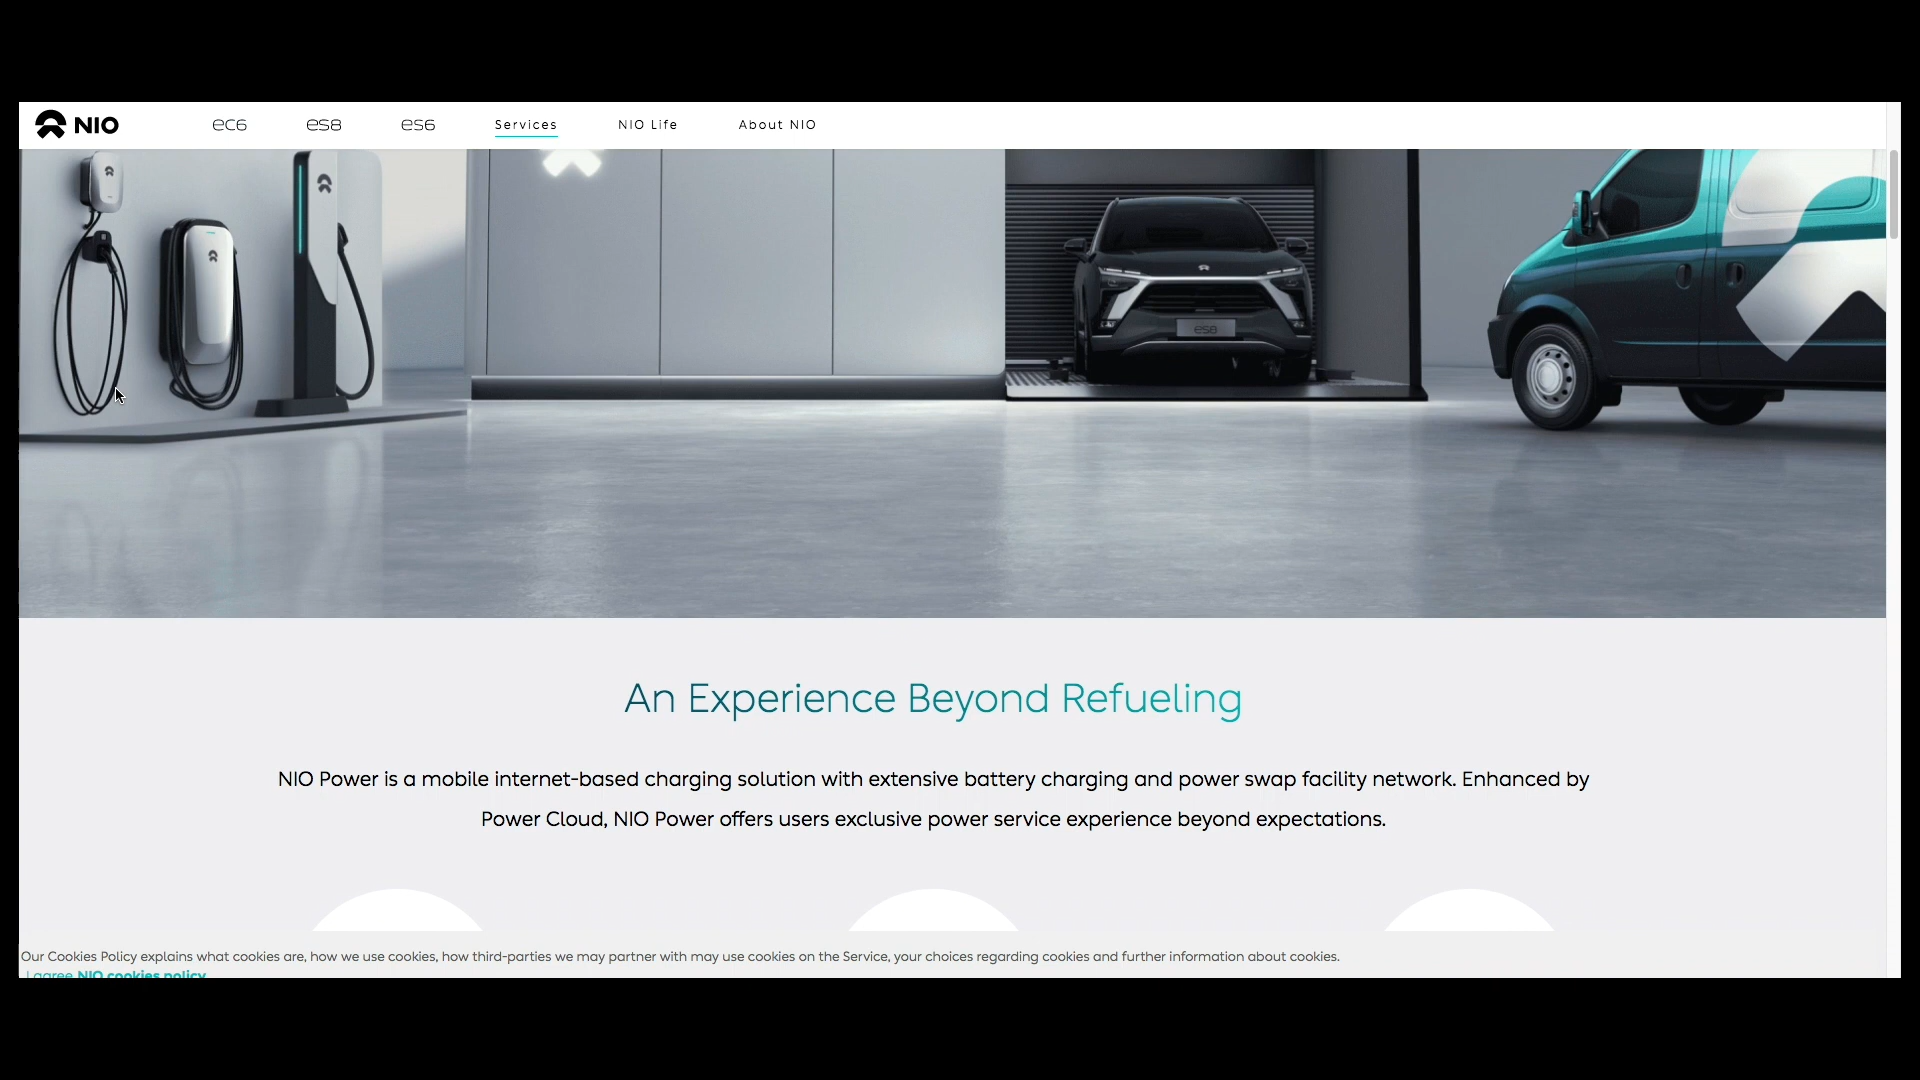 NIO
ec6
es8
es6
Services
NIO Life
About NIO
es8
An Experience Beyond Refueling
NIO Power is a mobile internet-based charging solution with extensive battery charging and power swap facility network. Enhanced by
Power Cloud, NIO Power offers users exclusive power service experience beyond expectations.
Our Cookies Policy explains what cookies are, how we use cookies, how third-parties we may partner with may use cookies on the Service, your choices regarding cookies and further information about cookies.
I agree NIO cookies policy